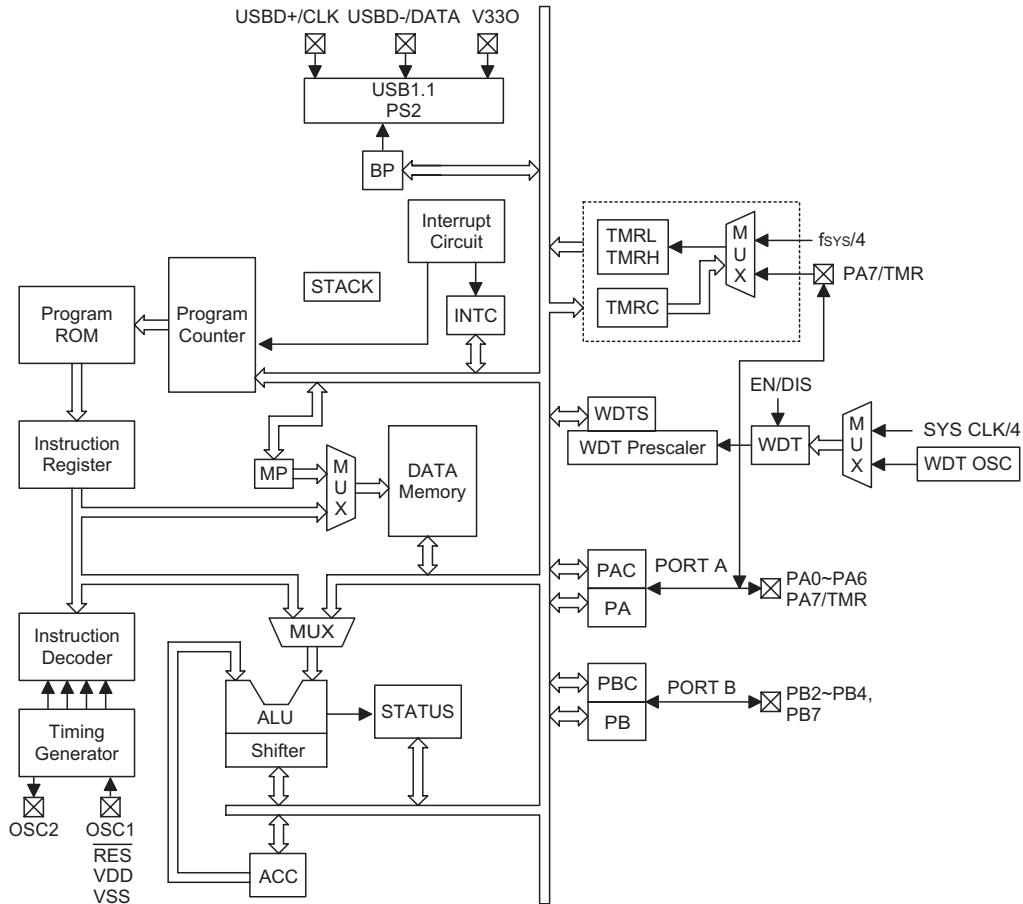 USBD+/CLK USBD-/DATA V33O
USB1.1
PS2
BP
Interrupt
Circuit
STACK
INTC
Program
ROM
Program
Counter
TMRL
TMRH
TMRC
MUX
fSYS/4
PA7/TMR
Instruction
Register
MP
MUX
DATA
Memory
WDTS
WDT Prescaler
EN/DIS
WDT
MUX
SYS CLK/4
WDT OSC
PAC
PA
PORT A
PA0~PA6
PA7/TMR
Instruction
Decoder
MUX
ALU
Shifter
STATUS
PBC
PB
PORT B
PB2~PB4,
PB7
Timing
Generator
OSC2
OSC1
RES
VDD
VSS
ACC